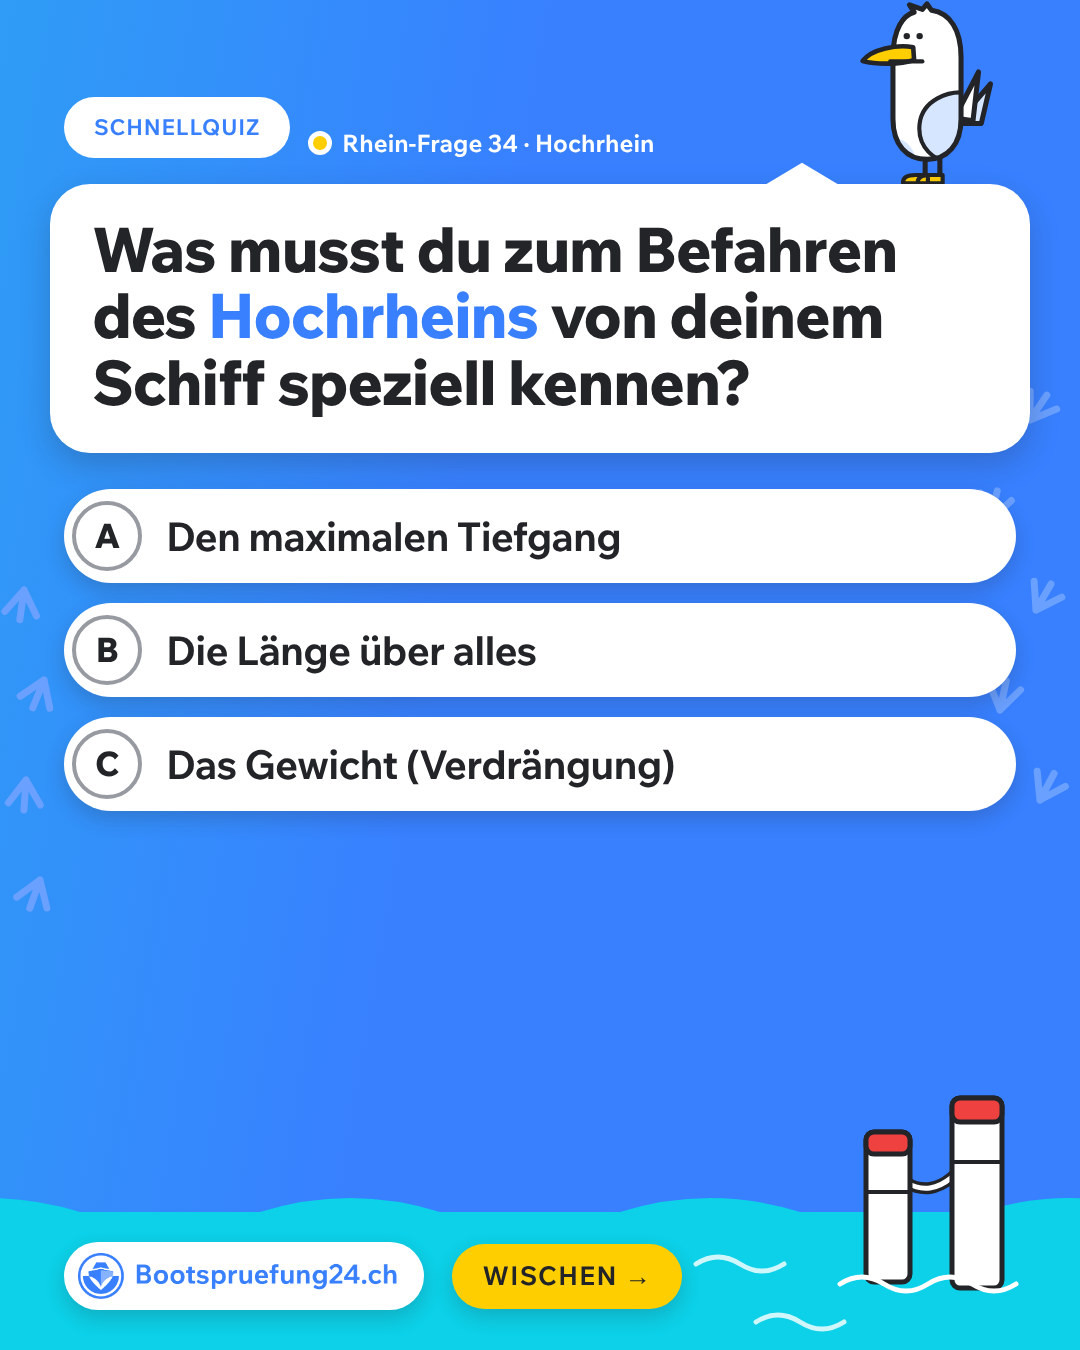 SCHNELLQUIZ
Rhein-Frage 34 · Hochrhein
Was musst du zum Befahren
des Hochrheins von deinem
Schiff speziell kennen?
A Den maximalen Tiefgang
B Die Länge über alles
C Das Gewicht (Verdrängung)
Bootspruefung24.ch
WISCHEN →